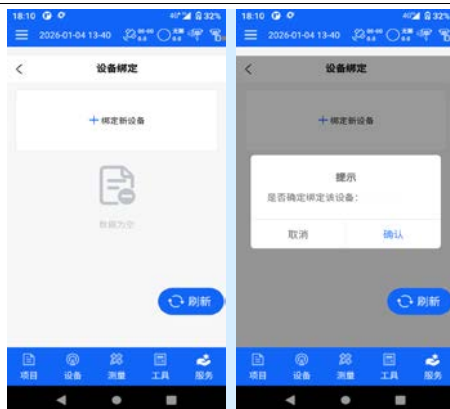 18:10
32%
2026-01-04 13-40
设备绑定
+ 绑定新设备
数据为空
刷新
项目 设备 测量 工具 服务
18:10
32%
2026-01-04 13-40
设备绑定
+ 绑定新设备
提示
是否确定绑定该设备:
取消 确认
刷新
项目 设备 测量 工具 服务